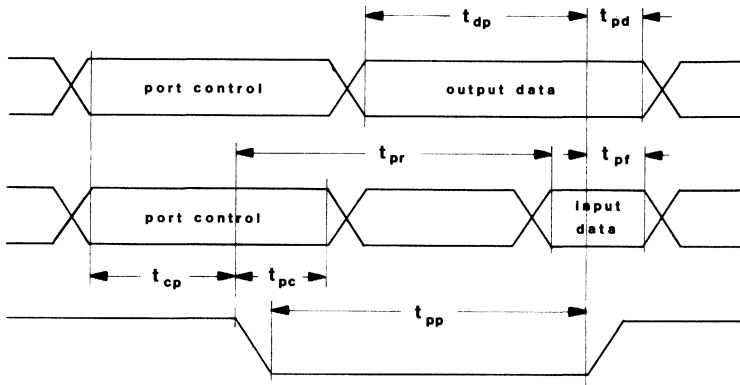 t dp
t pd
port control
output data
t pr
t pf
port control
input
data
t cp
t pc
t pp